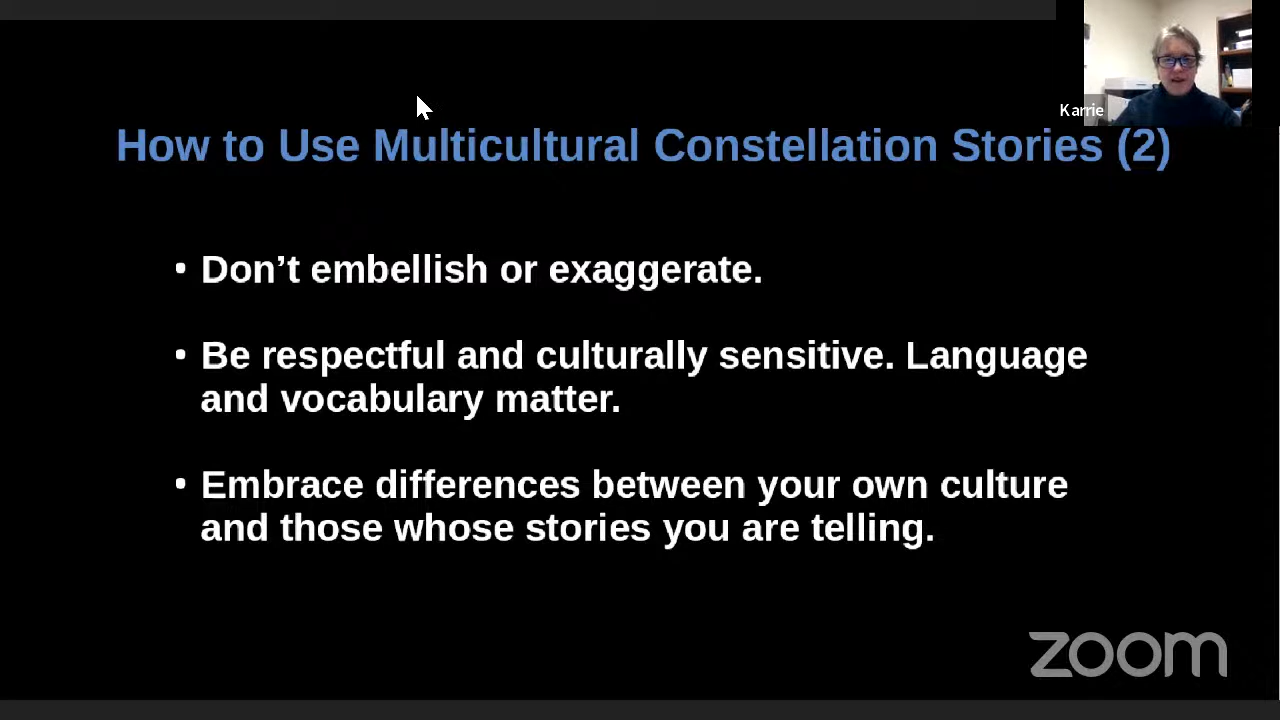 Karrie
How to Use Multicultural Constellation Stories (2)
• Don’t embellish or exaggerate.
• Be respectful and culturally sensitive. Language
and vocabulary matter.
• Embrace differences between your own culture
and those whose stories you are telling.
zoom